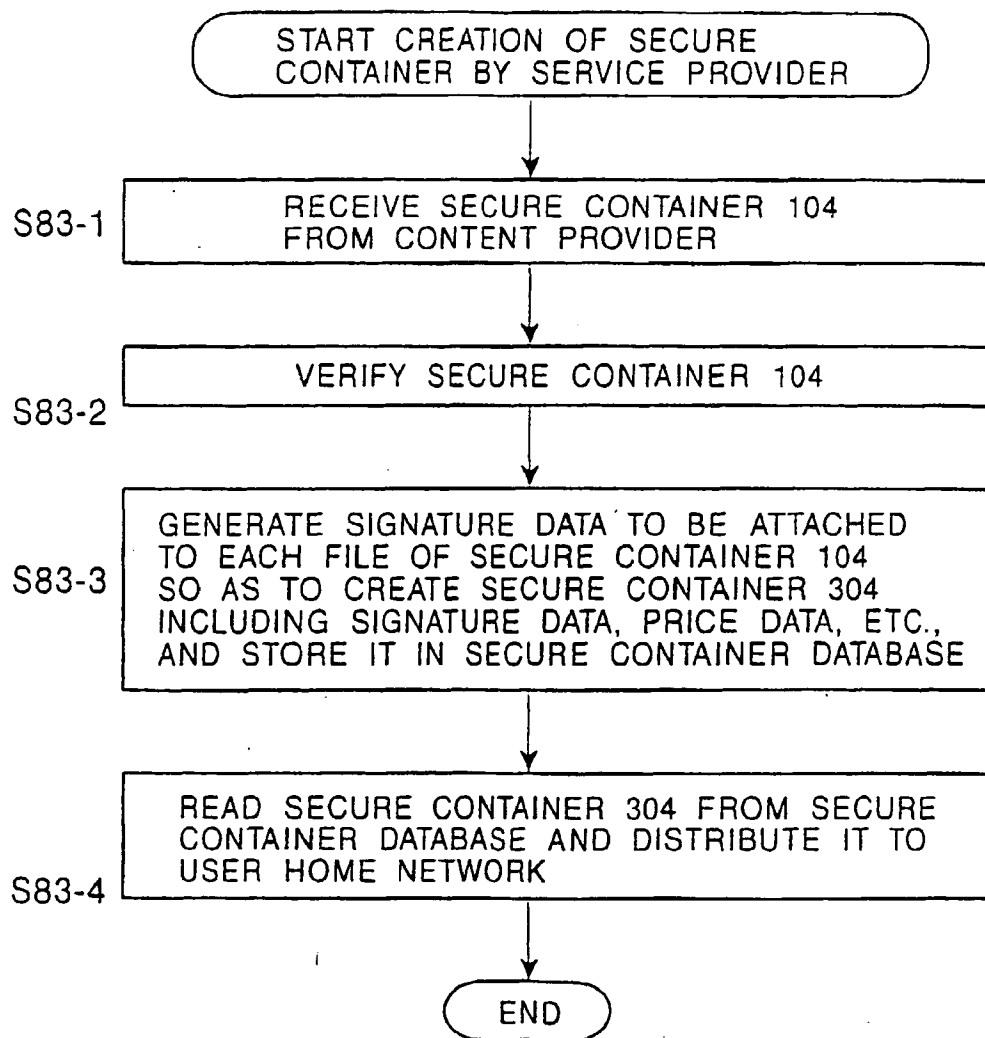 START CREATION OF SECURE
CONTAINER BY SERVICE PROVIDER
S83-1
RECEIVE SECURE CONTAINER 104
FROM CONTENT PROVIDER
VERIFY SECURE CONTAINER 104
S83-2
GENERATE SIGNATURE DATA TO BE ATTACHED
TO EACH FILE OF SECURE CONTAINER 104
S83-3
SO AS TO CREATE SECURE CONTAINER 304
INCLUDING SIGNATURE DATA, PRICE DATA, ETC.,
AND STORE IT IN SECURE CONTAINER DATABASE
READ SECURE CONTAINER 304 FROM SECURE
CONTAINER DATABASE AND DISTRIBUTE IT TO
USER HOME NETWORK
S83-4
END